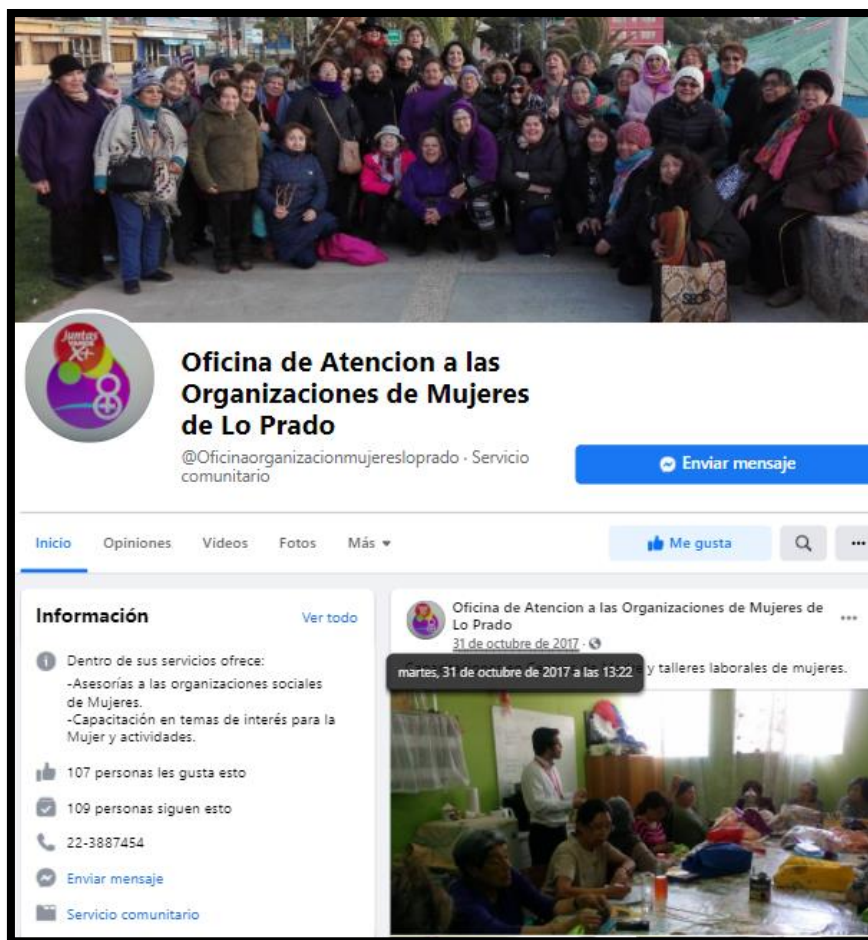 Juntas
VAMOS
X+
Oficina de Atencion a las
Organizaciones de Mujeres
de Lo Prado
@Oficinaorganizacionmujeresloprado · Servicio
comunitario
Enviar mensaje
Inicio Opiniones Videos Fotos Más
Me gusta
Información Ver todo
Dentro de sus servicios ofrece:
-Asesorías a las organizaciones sociales
de Mujeres.
-Capacitación en temas de interés para la
Mujer y actividades.
107 personas les gusta esto
109 personas siguen esto
22-3887454
Enviar mensaje
Servicio comunitario
Oficina de Atencion a las Organizaciones de Mujeres de
Lo Prado
31 de octubre de 2017 ·
martes, 31 de octubre de 2017 a las 13:22
y talleres laborales de mujeres.